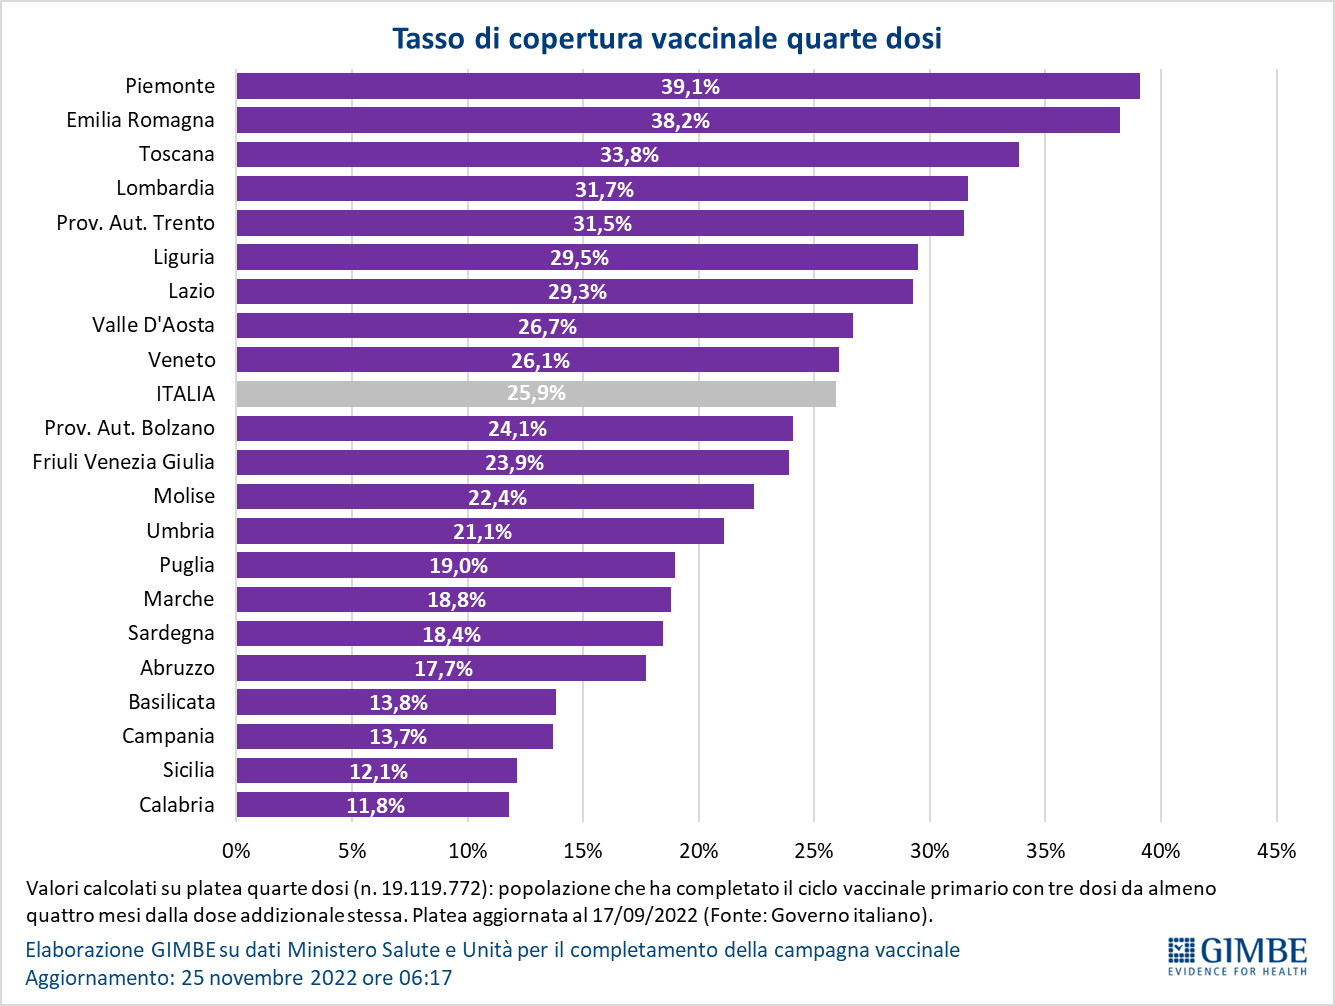 Tasso di copertura vaccinale quarte dosi
Piemonte 39,1%
Emilia Romagna 38,2%
Toscana 33,8%
Lombardia 31,7%
Prov. Aut. Trento 31,5%
Liguria 29,5%
Lazio 29,3%
Valle D'Aosta 26,7%
Veneto 26,1%
ITALIA 25,9%
Prov. Aut. Bolzano 24,1%
Friuli Venezia Giulia 23,9%
Molise 22,4%
Umbria 21,1%
Puglia 19,0%
Marche 18,8%
Sardegna 18,4%
Abruzzo 17,7%
Basilicata 13,8%
Campania 13,7%
Sicilia 12,1%
Calabria 11,8%
0% 5% 10% 15% 20% 25% 30% 35% 40% 45%
Valori calcolati su platea quarte dosi (n. 19.119.772): popolazione che ha completato il ciclo vaccinale primario con tre dosi da almeno
quattro mesi dalla dose addizionale stessa. Platea aggiornata al 17/09/2022 (Fonte: Governo italiano).
Elaborazione GIMBE su dati Ministero Salute e Unità per il completamento della campagna vaccinale
Aggiornamento: 25 novembre 2022 ore 06:17
GIMBE
EVIDENCE FOR HEALTH